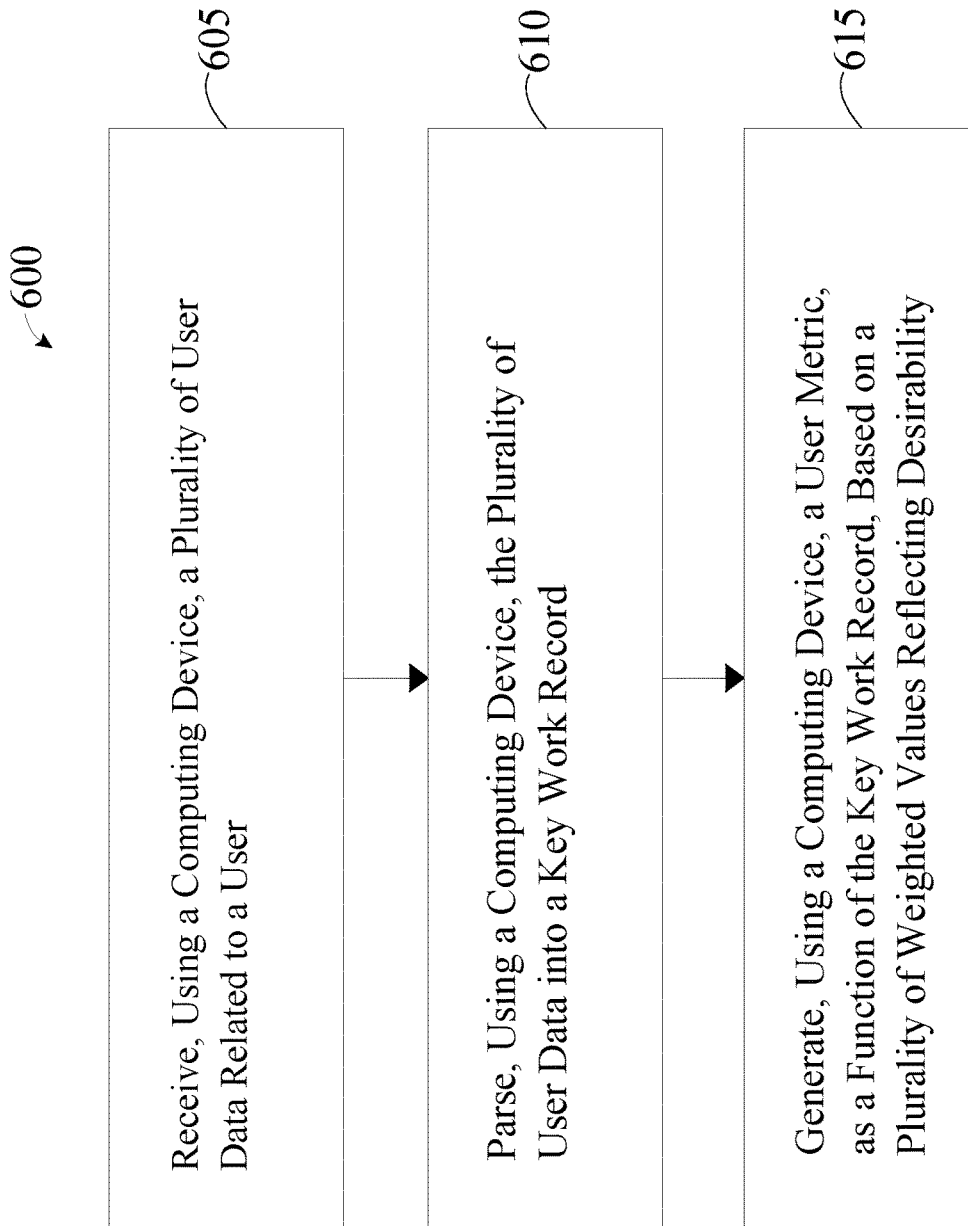 600
Receive, Using a Computing Device, a Plurality of User
Data Related to a User
605
Parse, Using a Computing Device, the Plurality of
User Data into a Key Work Record
610
Generate, Using a Computing Device, a User Metric,
as a Function of the Key Work Record, Based on a
Plurality of Weighted Values Reflecting Desirability
615